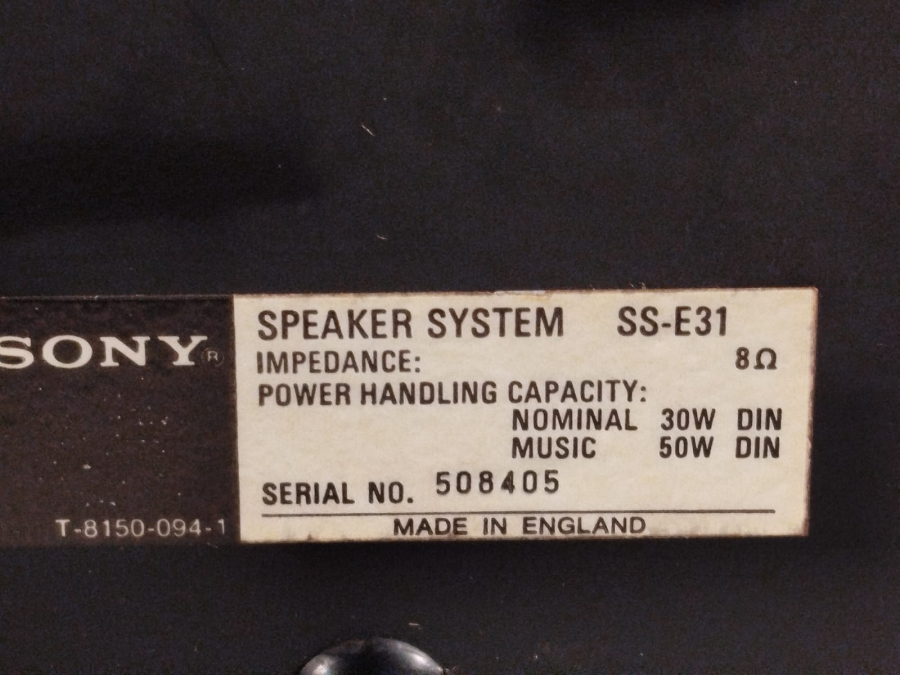 SONY®
T-8150-094-1
SPEAKER SYSTEM SS-E31
IMPEDANCE: 8Ω
POWER HANDLING CAPACITY:
NOMINAL 30W DIN
MUSIC 50W DIN
SERIAL NO. 508405
MADE IN ENGLAND